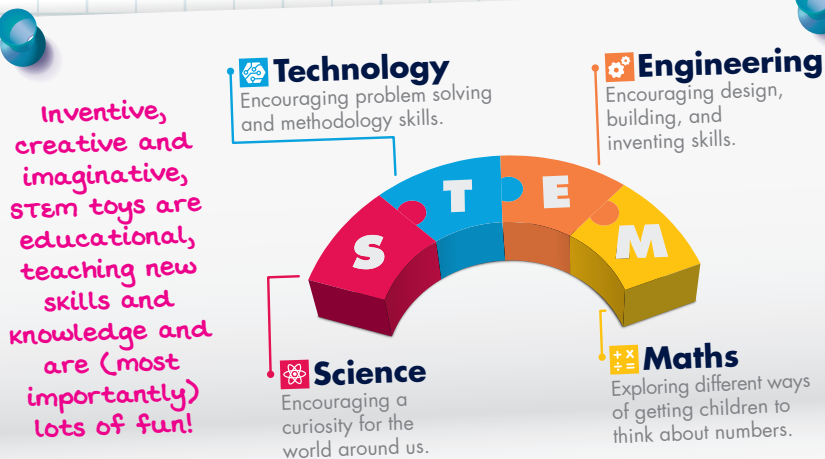 Inventive,
creative and
imaginative,
STEM toys are
educational,
teaching new
skills and
knowledge and
are (most
importantly)
lots of fun!
Technology
Encouraging problem solving
and methodology skills.
Engineering
Encouraging design,
building, and
inventing skills.
S T E M
Science
Encouraging a
curiosity for the
world around us.
Maths
Exploring different ways
of getting children to
think about numbers.